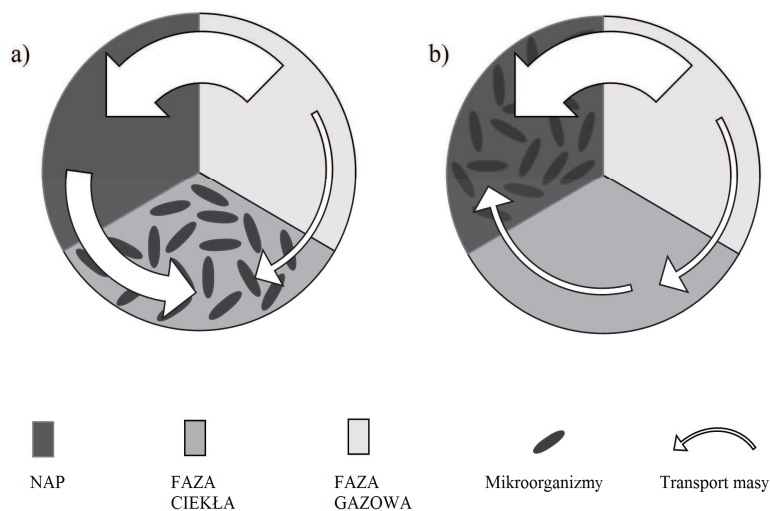 a)
b)
NAP
FAZA
CIEKŁA
FAZA
GAZOWA
Mikroorganizmy
Transport masy